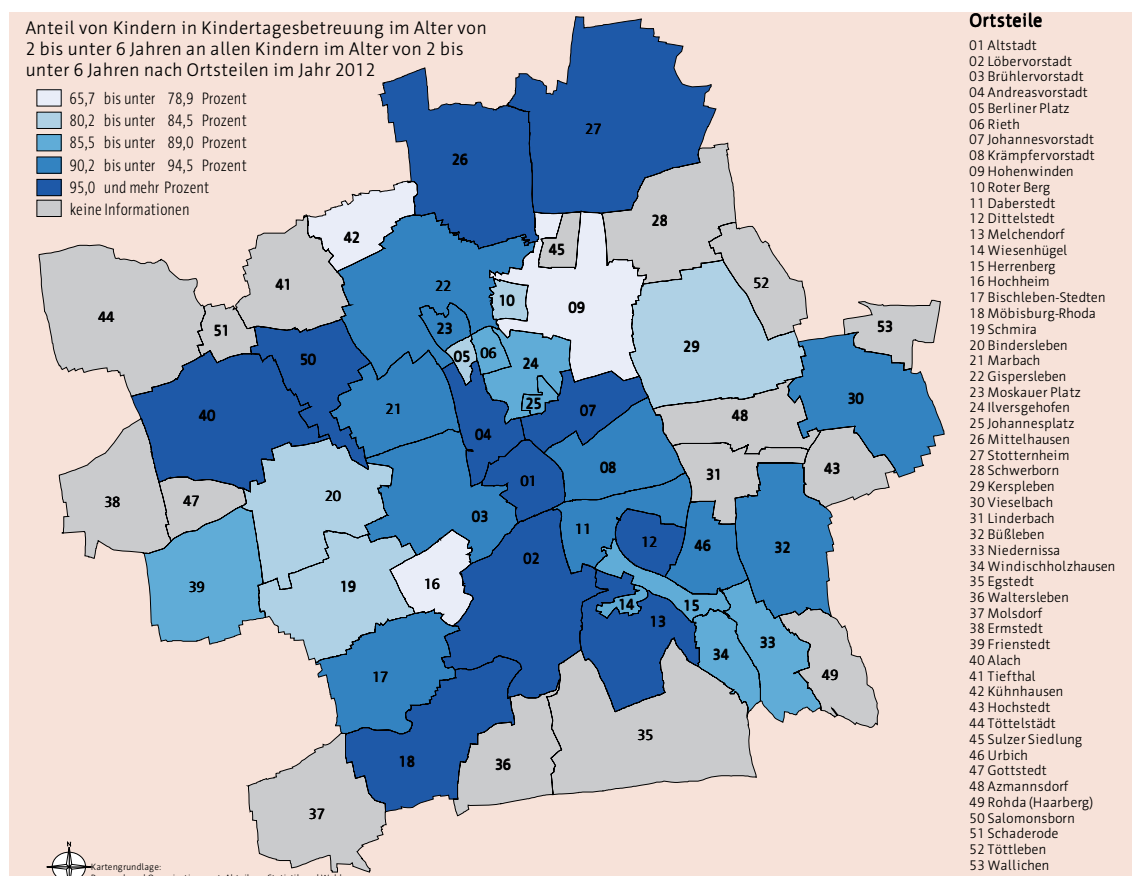 Anteil von Kindern in Kindertagesbetreuung im Alter von
2 bis unter 6 Jahren an allen Kindern im Alter von 2 bis
unter 6 Jahren nach Ortsteilen im Jahr 2012
65,7 bis unter 78,9 Prozent
80,2 bis unter 84,5 Prozent
85,5 bis unter 89,0 Prozent
90,2 bis unter 94,5 Prozent
95,0 und mehr Prozent
keine Informationen
27
26
28
42
45
41
52
22
10
44
09
53
51
23
50
05
06
24
29
30
25
40
21
07
48
04
08
43
31
01
38
47
20
03
11
12
46
32
02
39
19
16
14
15
13
33
34
49
17
35
18
36
37
N
Kartengrundlage:
Ortsteile
01 Altstadt
02 Löbervorstadt
03 Brühlervorstadt
04 Andreasvorstadt
05 Berliner Platz
06 Rieth
07 Johannesvorstadt
08 Krämpfervorstadt
09 Hohenwinden
10 Roter Berg
11 Daberstedt
12 Dittelstedt
13 Melchendorf
14 Wiesenhügel
15 Herrenberg
16 Hochheim
17 Bischleben-Stedten
18 Möbisburg-Rhoda
19 Schmira
20 Bindersleben
21 Marbach
22 Gispersleben
23 Moskauer Platz
24 Ilversgehofen
25 Johannesplatz
26 Mittelhausen
27 Stotternheim
28 Schwerborn
29 Kerspleben
30 Vieselbach
31 Linderbach
32 Büßleben
33 Niedernissa
34 Windischholzhausen
35 Egstedt
36 Waltersleben
37 Molsdorf
38 Ermstedt
39 Frienstedt
40 Alach
41 Tiefthal
42 Kühnhausen
43 Hochstedt
44 Töttelstädt
45 Sulzer Siedlung
46 Urbich
47 Gottstedt
48 Azmannsdorf
49 Rohda (Haarberg)
50 Salomonsborn
51 Schaderode
52 Töttleben
53 Wallichen